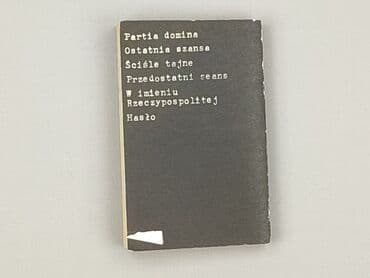 Partia domina
Ostatnia szansa
Ściśle tajne
Przedostatni seans
W imieniu
Rzeczypospolitej
Hasło